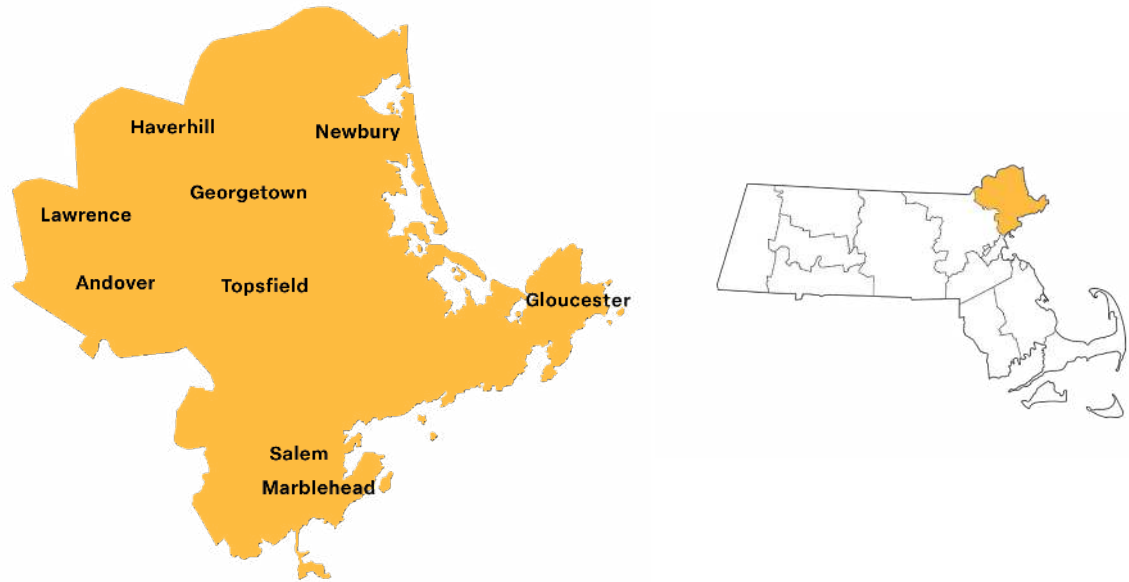 Haverhill
Newbury
Georgetown
Lawrence
Andover
Topsfield
Gloucester
Salem
Marblehead